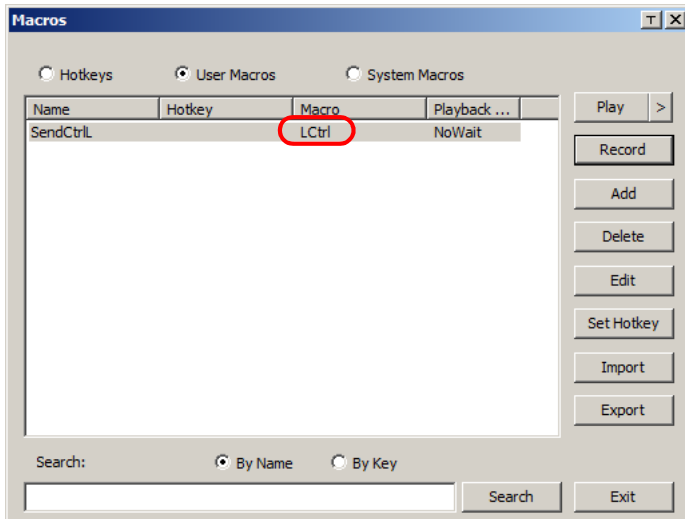 Macros T X
Hotkeys User Macros System Macros
Name Hotkey Macro Playback ... Play >
SendCtrlL LCtrl NoWait
Record
Add
Delete
Edit
Set Hotkey
Import
Export
Search: By Name By Key
Search Exit